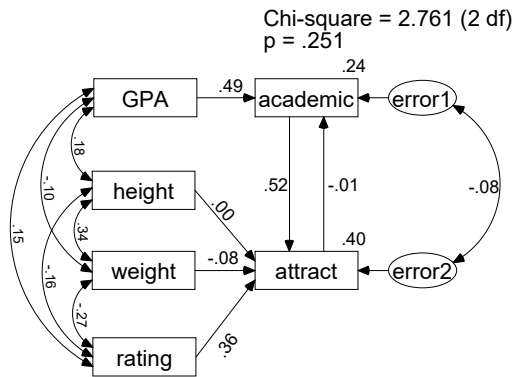 Chi-square = 2.761 (2 df)
p = .251
.24
GPA
.49
academic
error1
.18
-.10
height
.00
.52
-.01
-.08
.15
.34
-.16
.40
weight
-.08
attract
error2
-.27
.36
rating